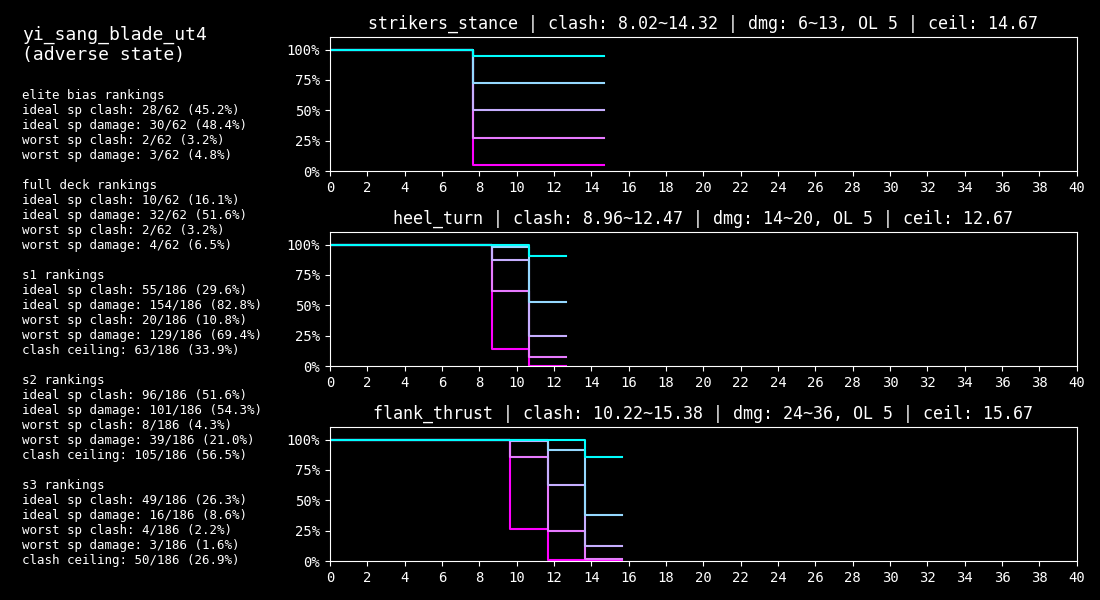 yi_sang_blade_ut4
(adverse state)
elite bias rankings
ideal sp clash: 28/62 (45.2%)
ideal sp damage: 30/62 (48.4%)
worst sp clash: 2/62 (3.2%)
worst sp damage: 3/62 (4.8%)
full deck rankings
ideal sp clash: 10/62 (16.1%)
ideal sp damage: 32/62 (51.6%)
worst sp clash: 2/62 (3.2%)
worst sp damage: 4/62 (6.5%)
s1 rankings
ideal sp clash: 55/186 (29.6%)
ideal sp damage: 154/186 (82.8%)
worst sp clash: 20/186 (10.8%)
worst sp damage: 129/186 (69.4%)
clash ceiling: 63/186 (33.9%)
s2 rankings
ideal sp clash: 96/186 (51.6%)
ideal sp damage: 101/186 (54.3%)
worst sp clash: 8/186 (4.3%)
worst sp damage: 39/186 (21.0%)
clash ceiling: 105/186 (56.5%)
s3 rankings
ideal sp clash: 49/186 (26.3%)
ideal sp damage: 16/186 (8.6%)
worst sp clash: 4/186 (2.2%)
worst sp damage: 3/186 (1.6%)
clash ceiling: 50/186 (26.9%)
strikers_stance | clash: 8.02~14.32 | dmg: 6~13, OL 5 | ceil: 14.67
100%
75%
50%
25%
0%
0 2 4 6 8 10 12 14 16 18 20 22 24 26 28 30 32 34 36 38 40
heel_turn | clash: 8.96~12.47 | dmg: 14~20, OL 5 | ceil: 12.67
100%
75%
50%
25%
0%
0 2 4 6 8 10 12 14 16 18 20 22 24 26 28 30 32 34 36 38 40
flank_thrust | clash: 10.22~15.38 | dmg: 24~36, OL 5 | ceil: 15.67
100%
75%
50%
25%
0%
0 2 4 6 8 10 12 14 16 18 20 22 24 26 28 30 32 34 36 38 40